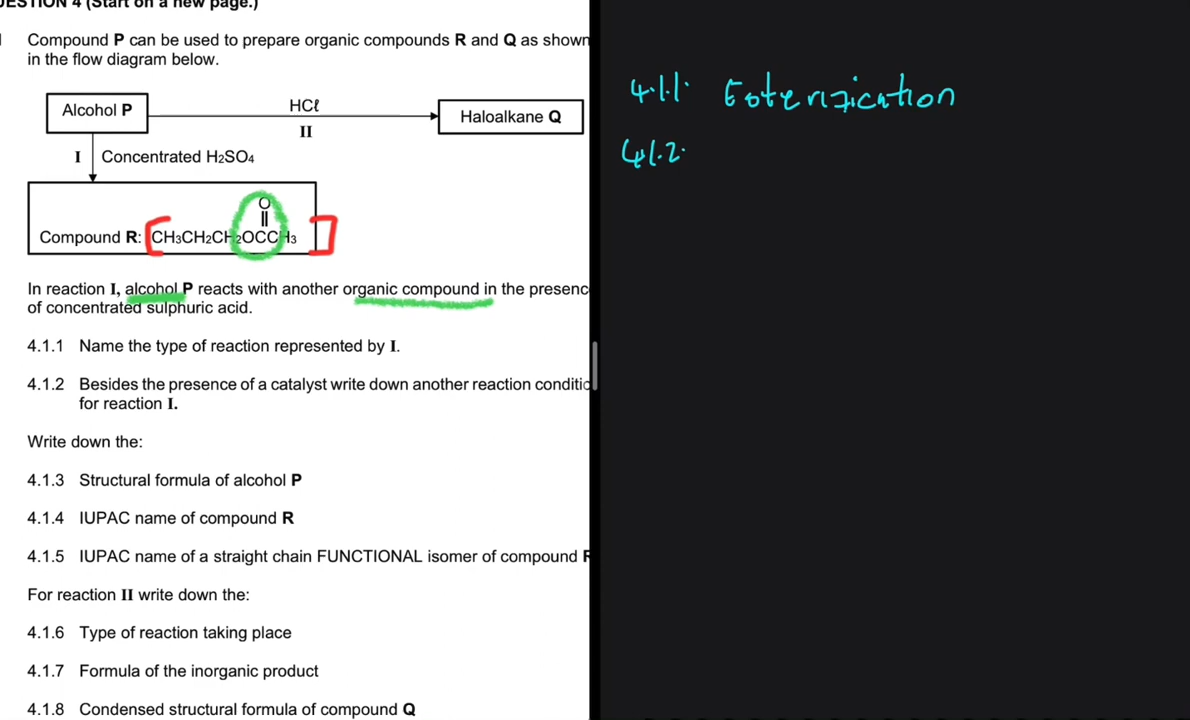 QUESTION 4 (Start on a new page.)
Compound P can be used to prepare organic compounds R and Q as shown
in the flow diagram below.
Alcohol P
HCℓ
II
Haloalkane Q
I
Concentrated H2SO4
O
||
Compound R: [CH3CH2CH2OCCH3 ]
In reaction I, alcohol P reacts with another organic compound in the presenc
of concentrated sulphuric acid.
4.1.1 Name the type of reaction represented by I.
4.1.2 Besides the presence of a catalyst write down another reaction conditio
for reaction I.
Write down the:
4.1.3 Structural formula of alcohol P
4.1.4 IUPAC name of compound R
4.1.5 IUPAC name of a straight chain FUNCTIONAL isomer of compound R
For reaction II write down the:
4.1.6 Type of reaction taking place
4.1.7 Formula of the inorganic product
4.1.8 Condensed structural formula of compound Q
4.1.1. Esterification
4.1.2.